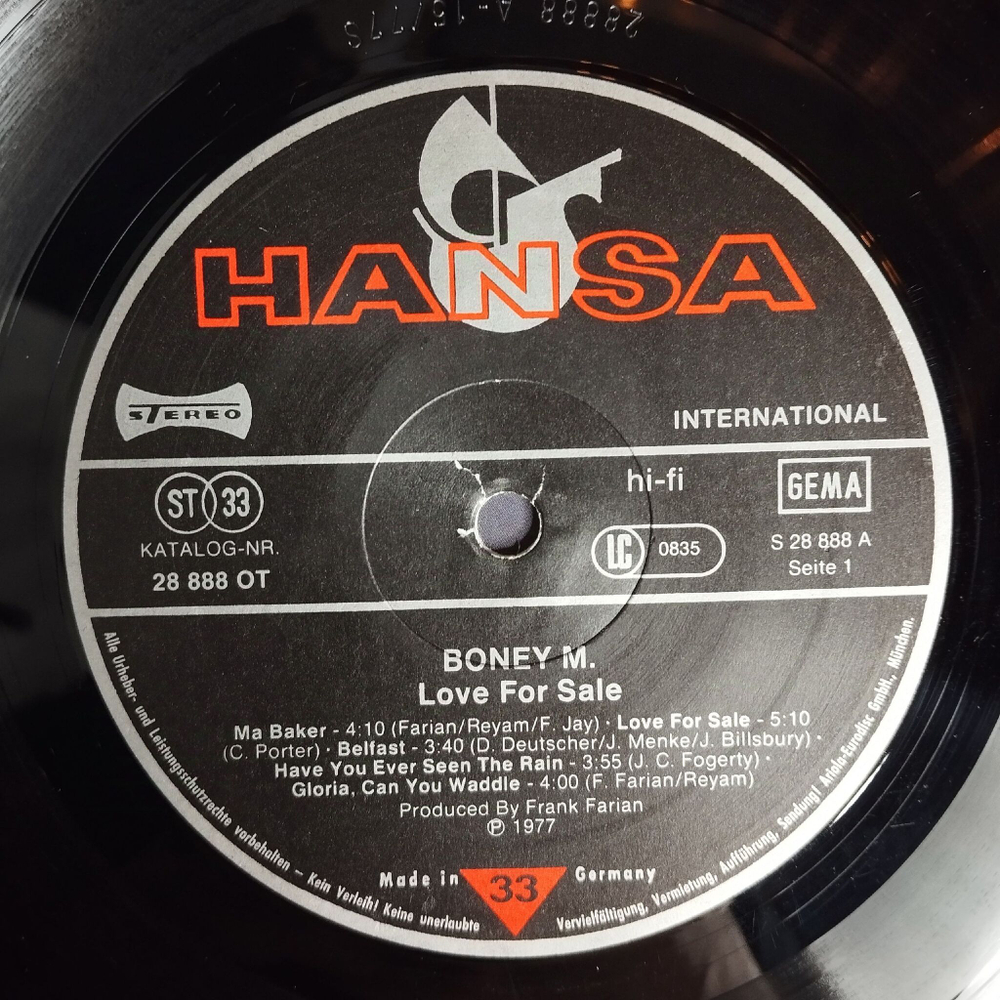 28888 A-16/77S
HANSA
STEREO
INTERNATIONAL
ST 33
hi-fi
GEMA
KATALOG-NR.
LC 0835
S 28 888 A
28 888 OT
Seite 1
BONEY M.
Love For Sale
Ma Baker - 4:10 (Farian/Reyam/F. Jay) · Love For Sale - 5:10
(C. Porter) · Belfast - 3:40 (D. Deutscher/J. Menke/J. Billsbury) ·
Have You Ever Seen The Rain - 3:55 (J. C. Fogerty) ·
Gloria, Can You Waddle - 4:00 (F. Farian/Reyam)
Produced By Frank Farian
℗ 1977
Made in 33 Germany
Alle Urheber- und Leistungsschutzrechte vorbehalten – Kein Verleih! Keine unerlaubte Vervielfältigung, Vermietung, Aufführung, Sendung! Ariola-Eurodisc GmbH., München.